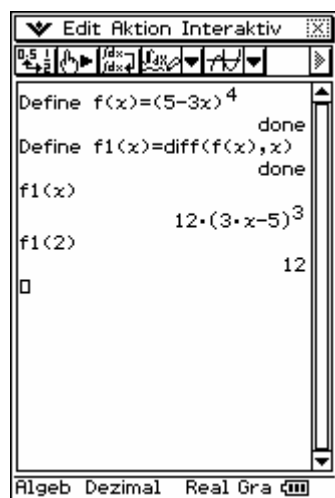 Edit Aktion Interaktiv
Define f(x)=(5-3x)^4
done
Define f1(x)=diff(f(x),x)
done
f1(x)
12·(3·x-5)^3
f1(2)
12
Algeb Dezimal Real Gra